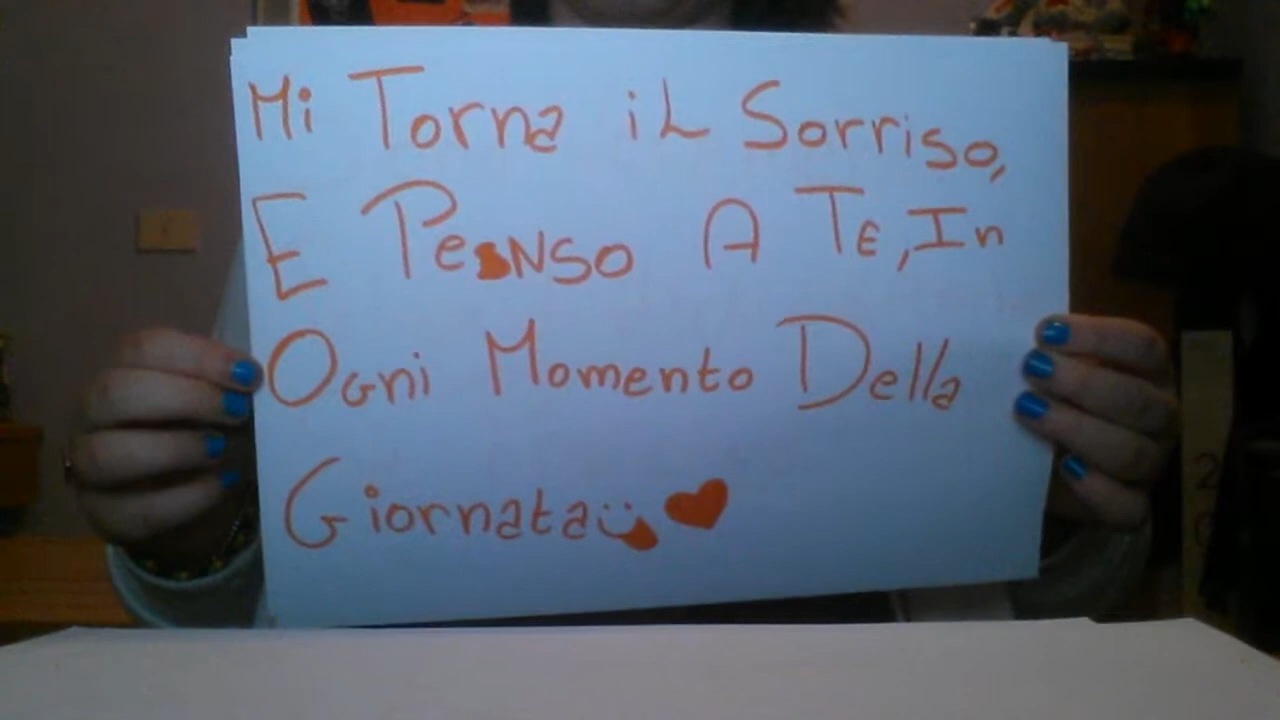 Mi Torna iL Sorriso,
E PeNSO A TE, In
OGni Momento Della
Giornata